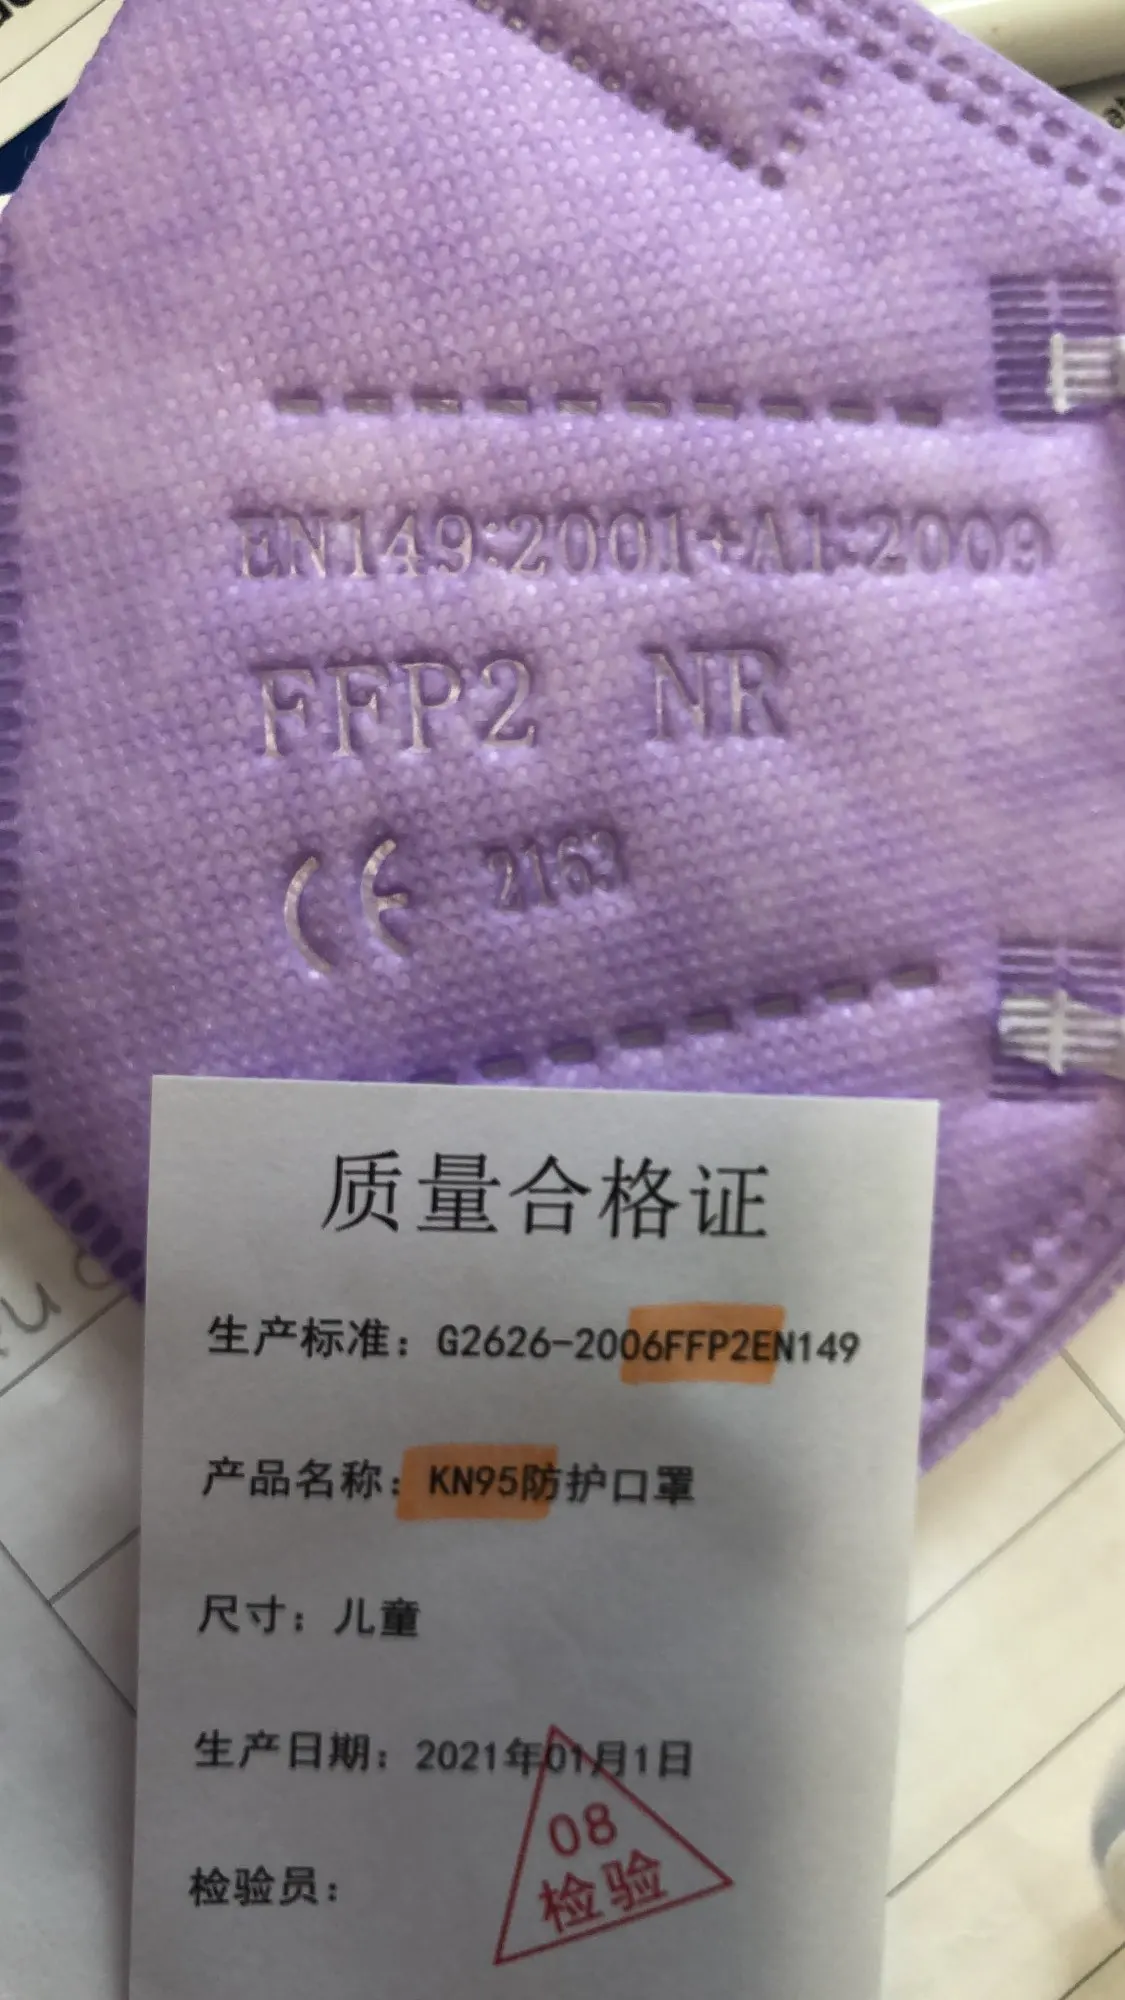 EN149:2001+A1:2009
FFP2 NR
CE 2163
质量合格证
生产标准：G2626-2006FFP2EN149
产品名称：KN95防护口罩
尺寸：儿童
生产日期：2021年01月1日
检验员：
08
检验